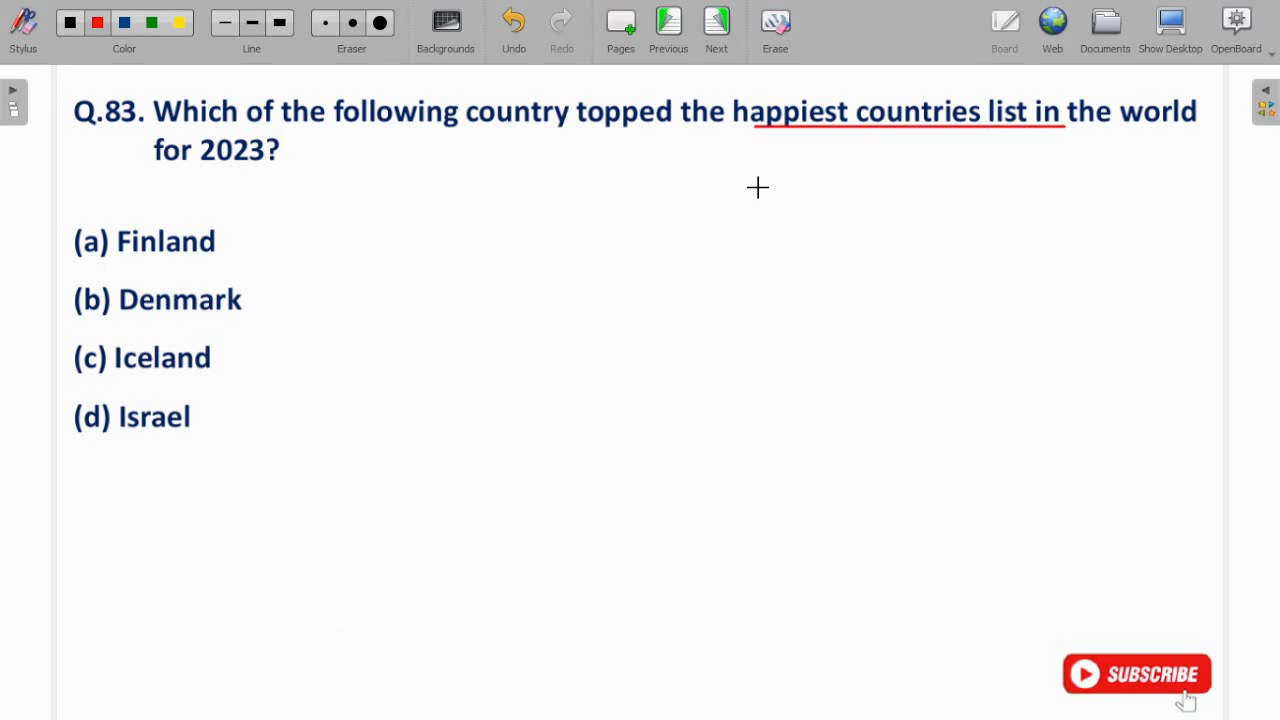 Stylus Color Line Eraser Backgrounds Undo Redo Pages Previous Next Erase Board Web Documents Show Desktop OpenBoard
Q.83. Which of the following country topped the happiest countries list in the world
for 2023?
(a) Finland
(b) Denmark
(c) Iceland
(d) Israel
SUBSCRIBE